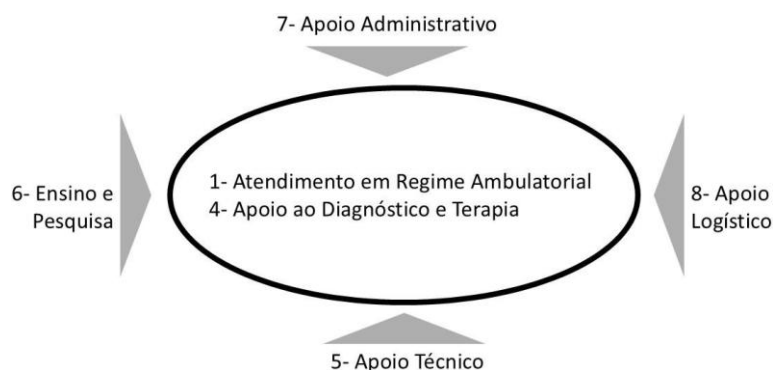 7- Apoio Administrativo
1- Atendimento em Regime Ambulatorial
4- Apoio ao Diagnóstico e Terapia
6- Ensino e
Pesquisa
8- Apoio
Logístico
5- Apoio Técnico